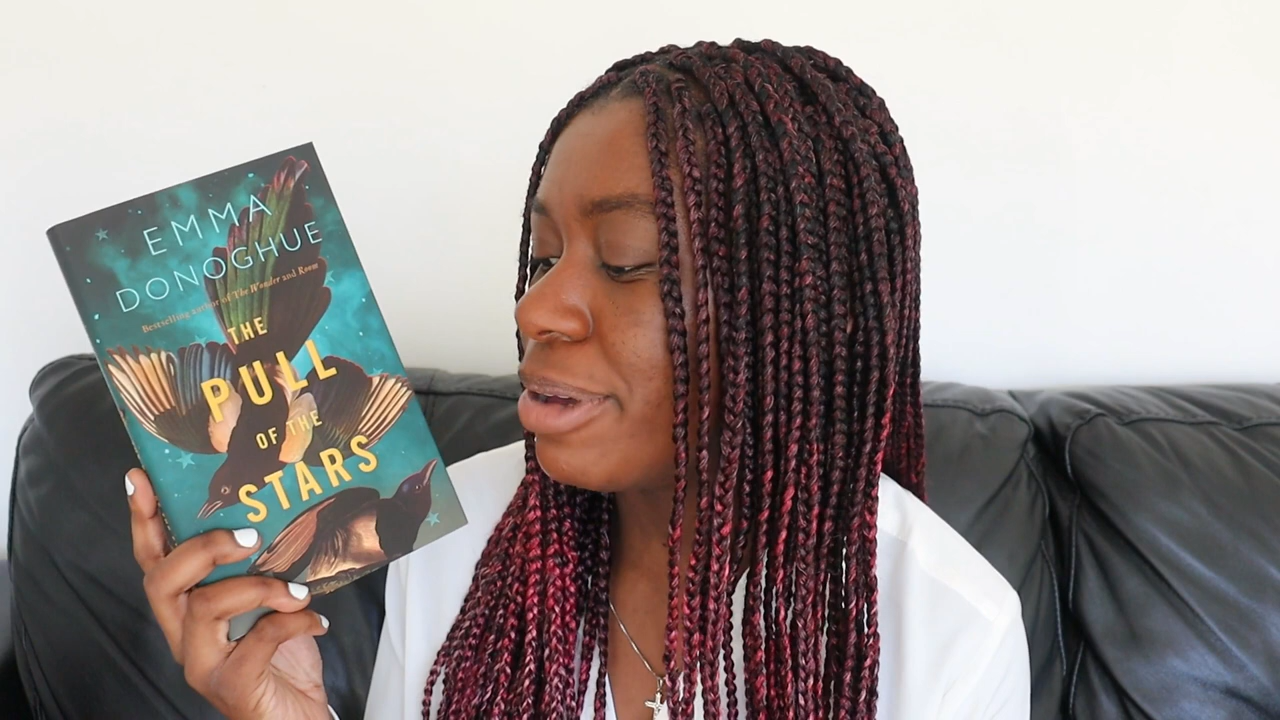 EMMA
DONOGHUE
Bestselling author of The Wonder and Room
THE
PULL
OF THE
STARS